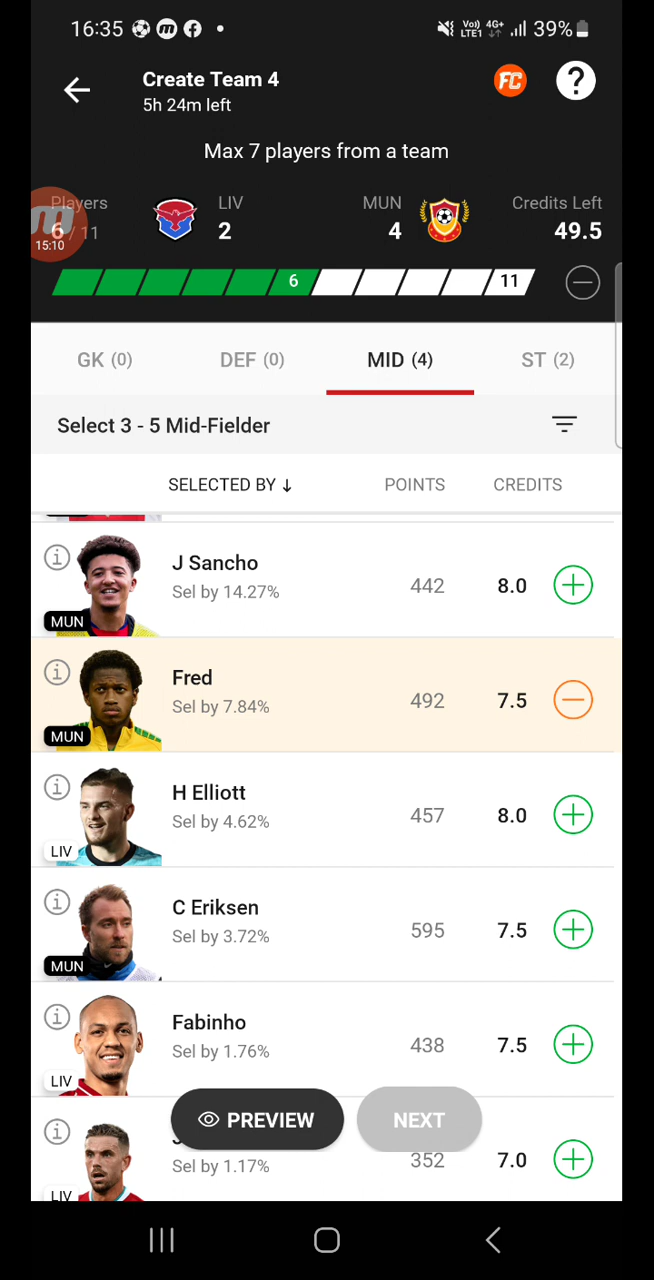 16:35 Vo) 4G+ LTE1 39%
Create Team 4
5h 24m left
FC ?
Max 7 players from a team
Players LIV MUN Credits Left
6 / 11 2 4 49.5
15:10
6 11
GK (0) DEF (0) MID (4) ST (2)
Select 3 - 5 Mid-Fielder
SELECTED BY ↓ POINTS CREDITS
J Sancho
Sel by 14.27% 442 8.0
MUN
Fred
Sel by 7.84% 492 7.5
MUN
H Elliott
Sel by 4.62% 457 8.0
LIV
C Eriksen
Sel by 3.72% 595 7.5
MUN
Fabinho
Sel by 1.76% 438 7.5
LIV
PREVIEW NEXT
Sel by 1.17% 352 7.0
LIV